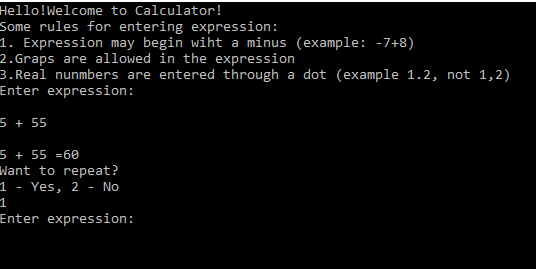 Hello!Welcome to Calculator!
Some rules for entering expression:
1. Expression may begin wiht a minus (example: -7+8)
2.Graps are allowed in the expression
3.Real nunmbers are entered through a dot (example 1.2, not 1,2)
Enter expression:
5 + 55
5 + 55 =60
Want to repeat?
1 - Yes, 2 - No
1
Enter expression: